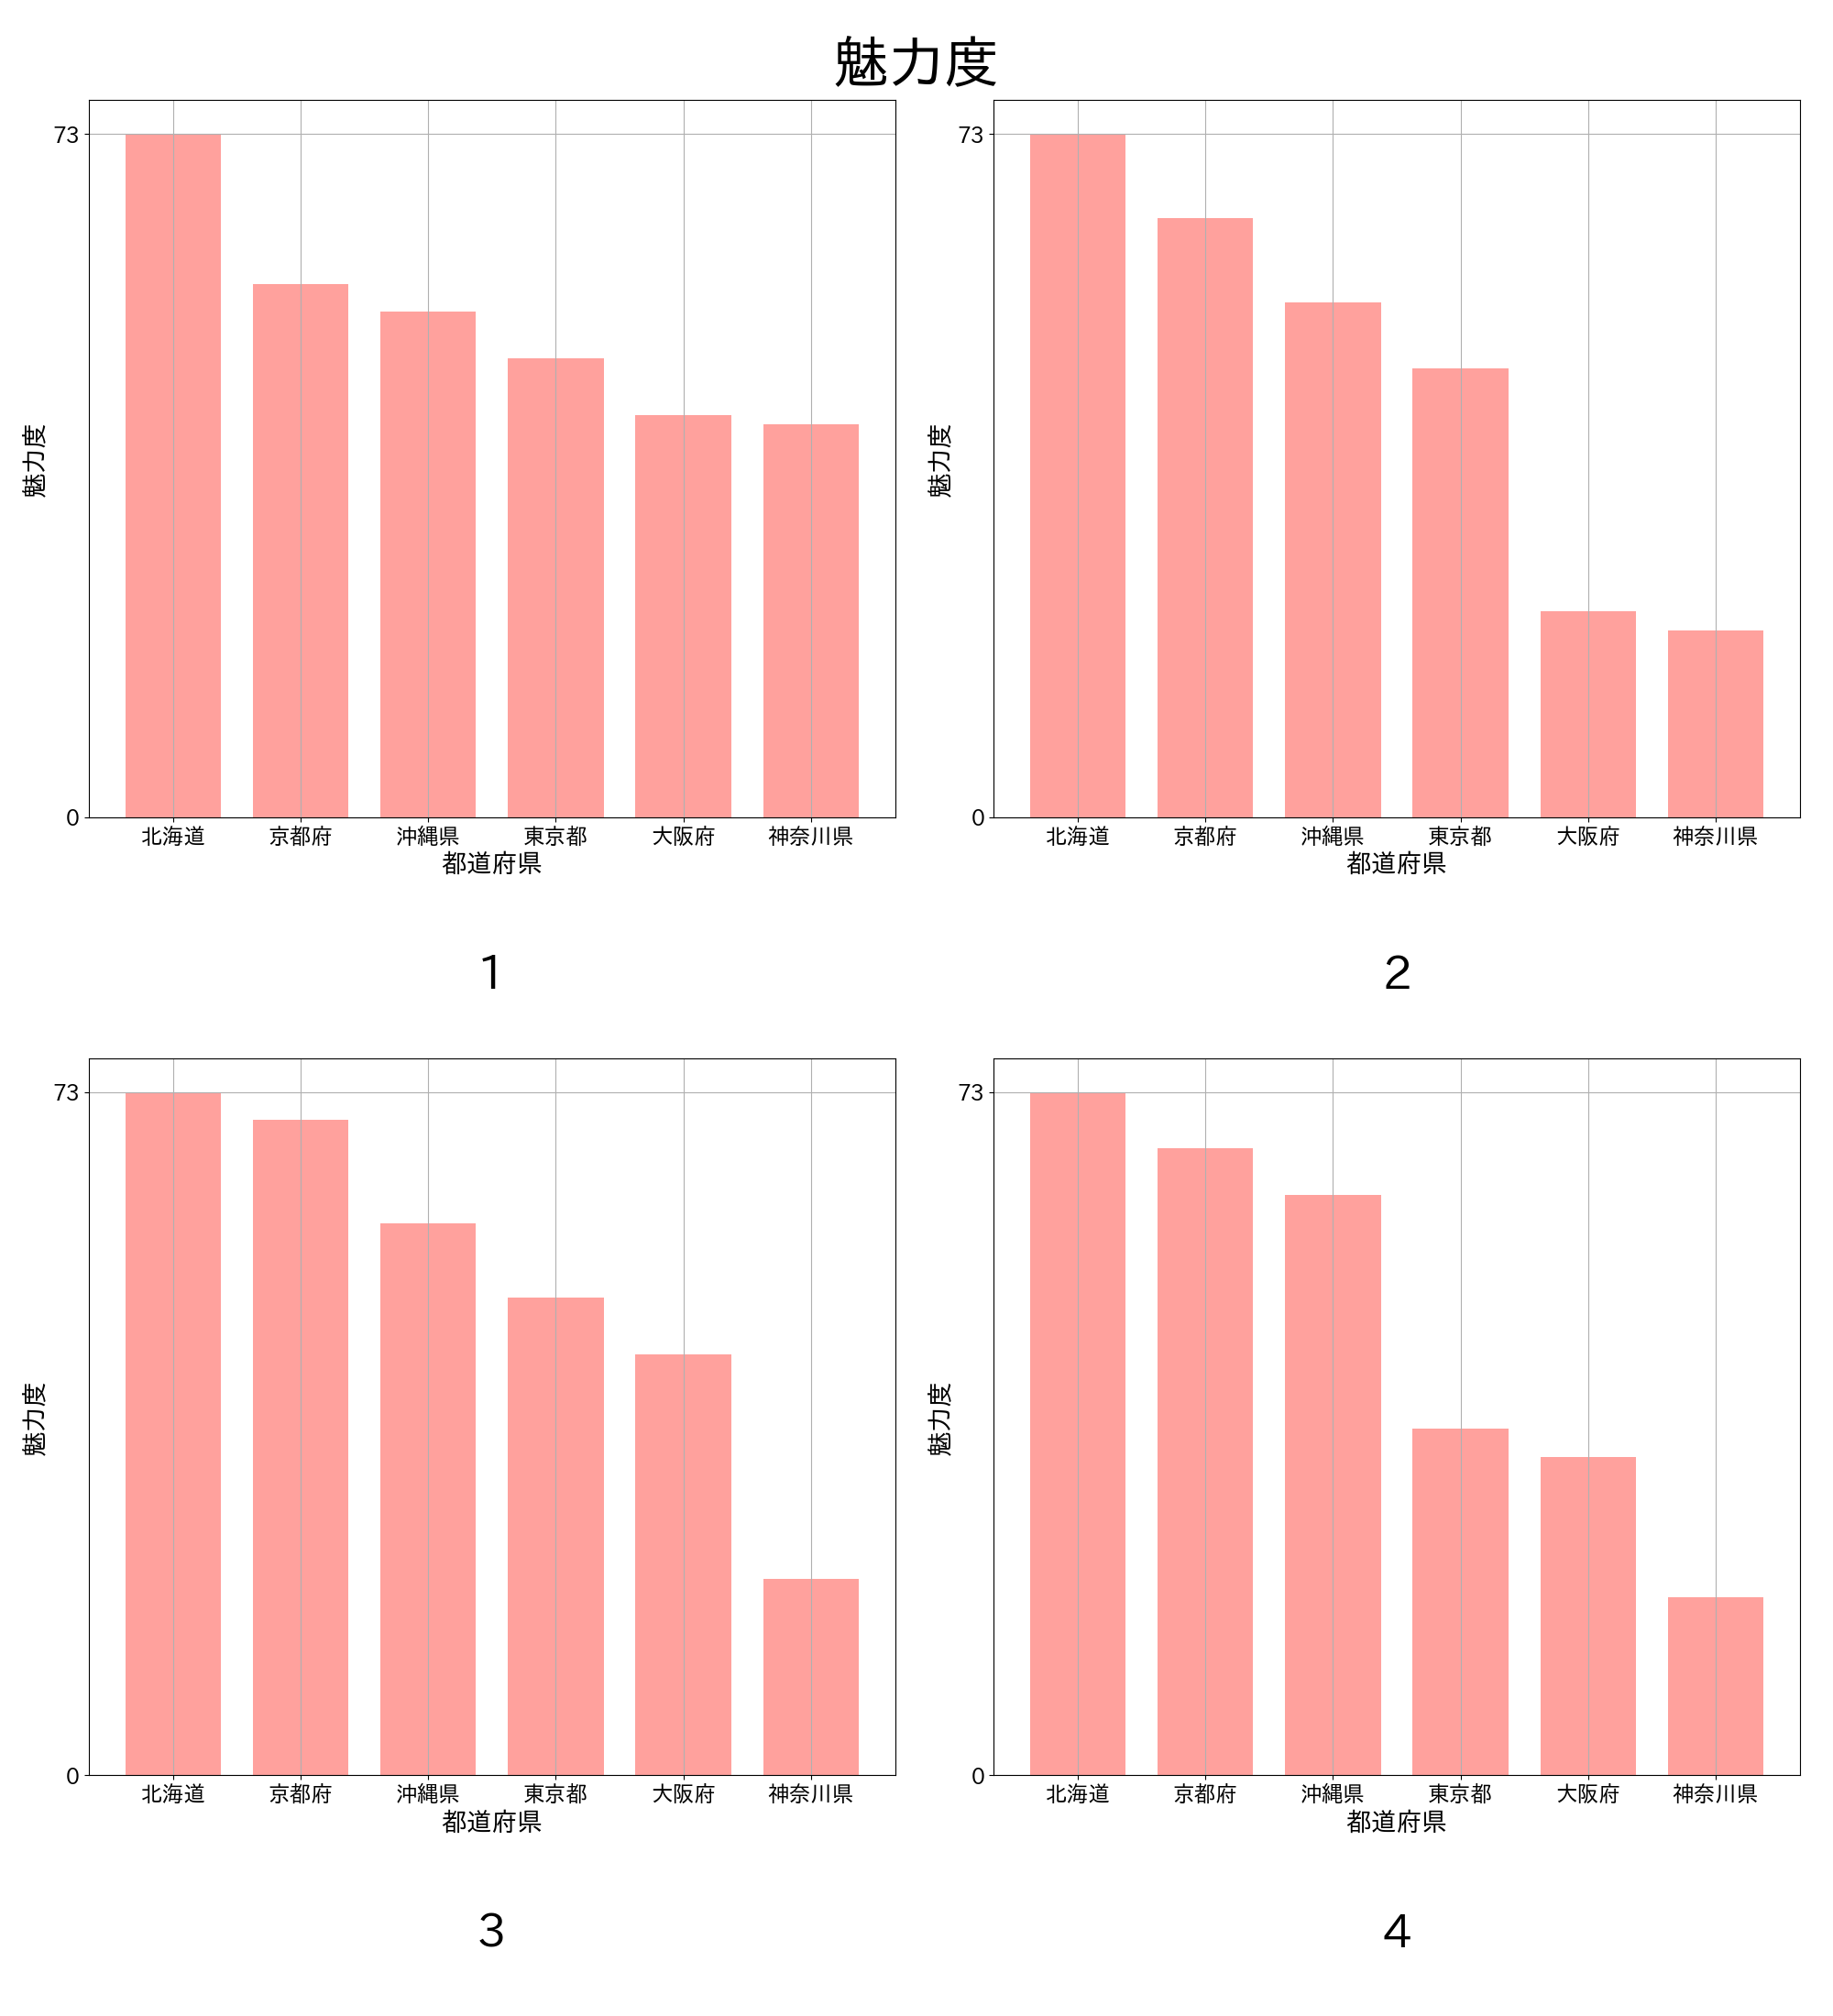 魅力度
73
0
魅力度
北海道 京都府 沖縄県 東京都 大阪府 神奈川県
都道府県
1
73
0
魅力度
北海道 京都府 沖縄県 東京都 大阪府 神奈川県
都道府県
2
73
0
魅力度
北海道 京都府 沖縄県 東京都 大阪府 神奈川県
都道府県
3
73
0
魅力度
北海道 京都府 沖縄県 東京都 大阪府 神奈川県
都道府県
4